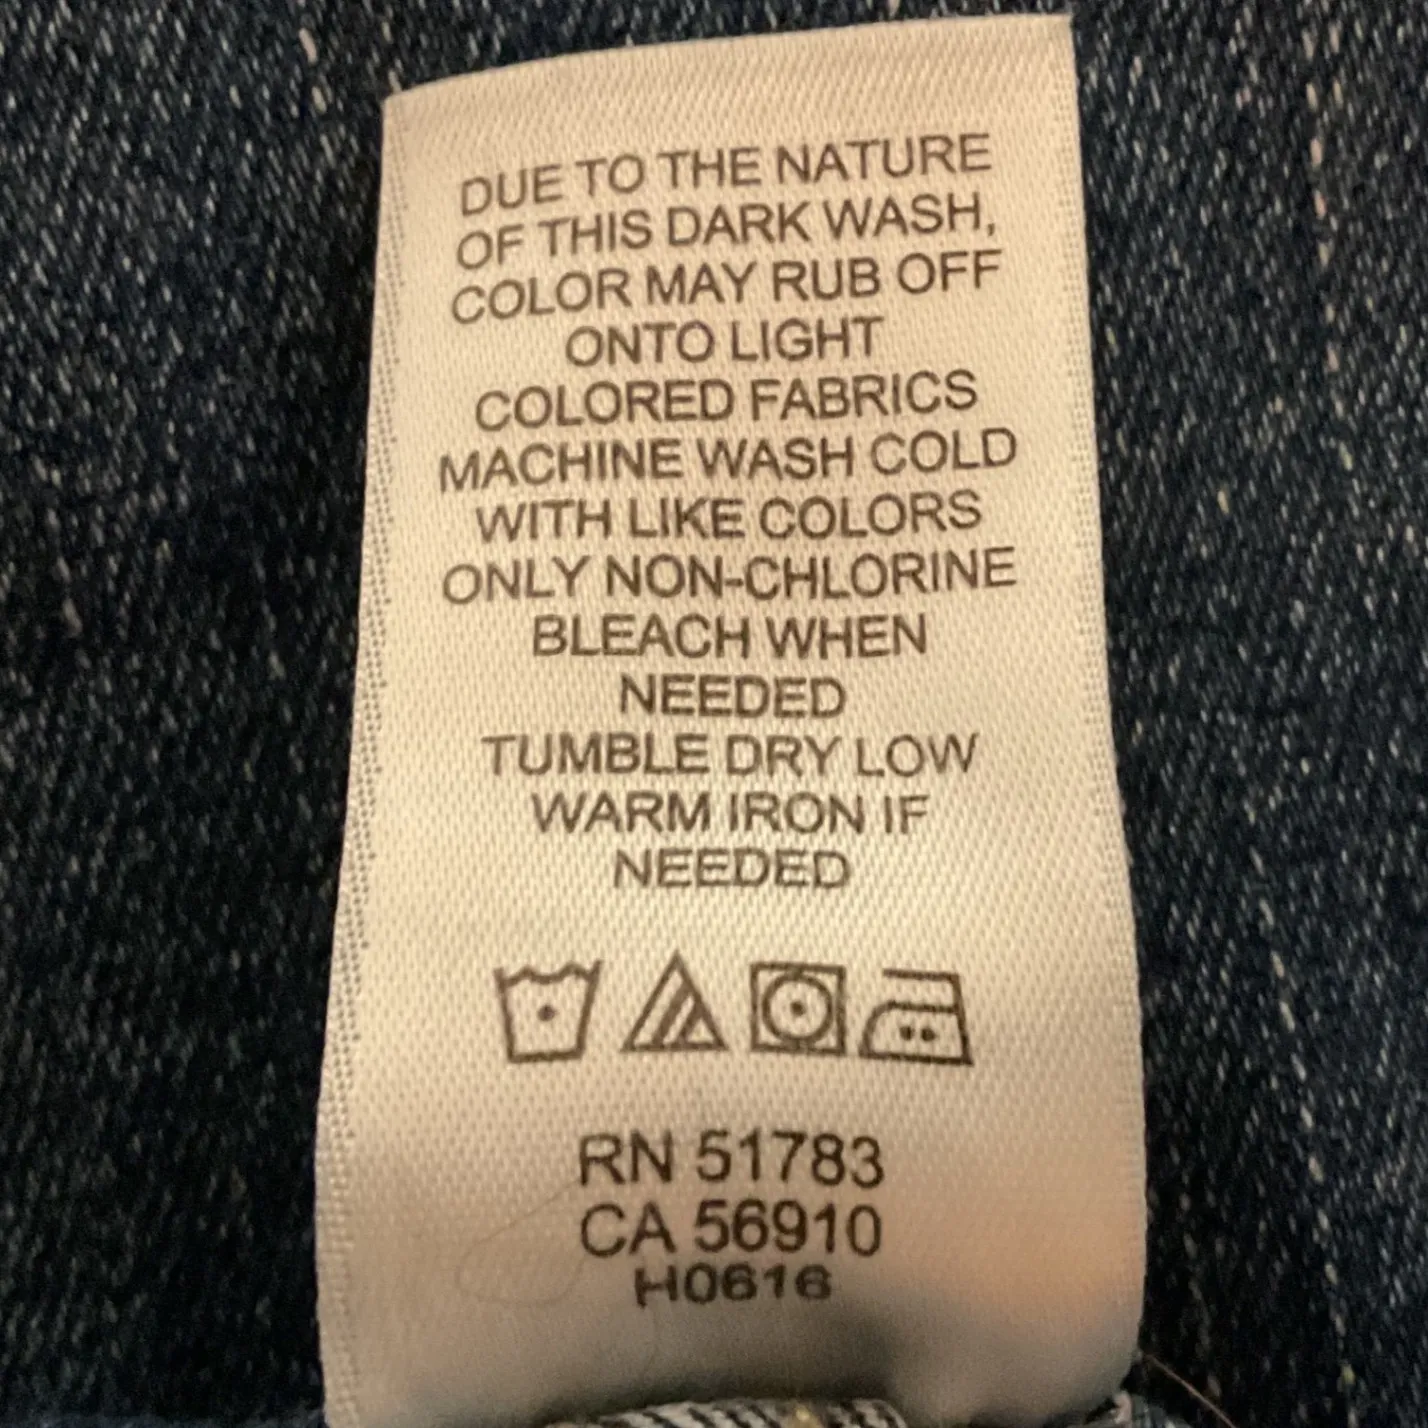 DUE TO THE NATURE
OF THIS DARK WASH,
COLOR MAY RUB OFF
ONTO LIGHT
COLORED FABRICS
MACHINE WASH COLD
WITH LIKE COLORS
ONLY NON-CHLORINE
BLEACH WHEN
NEEDED
TUMBLE DRY LOW
WARM IRON IF
NEEDED
RN 51783
CA 56910
H0616